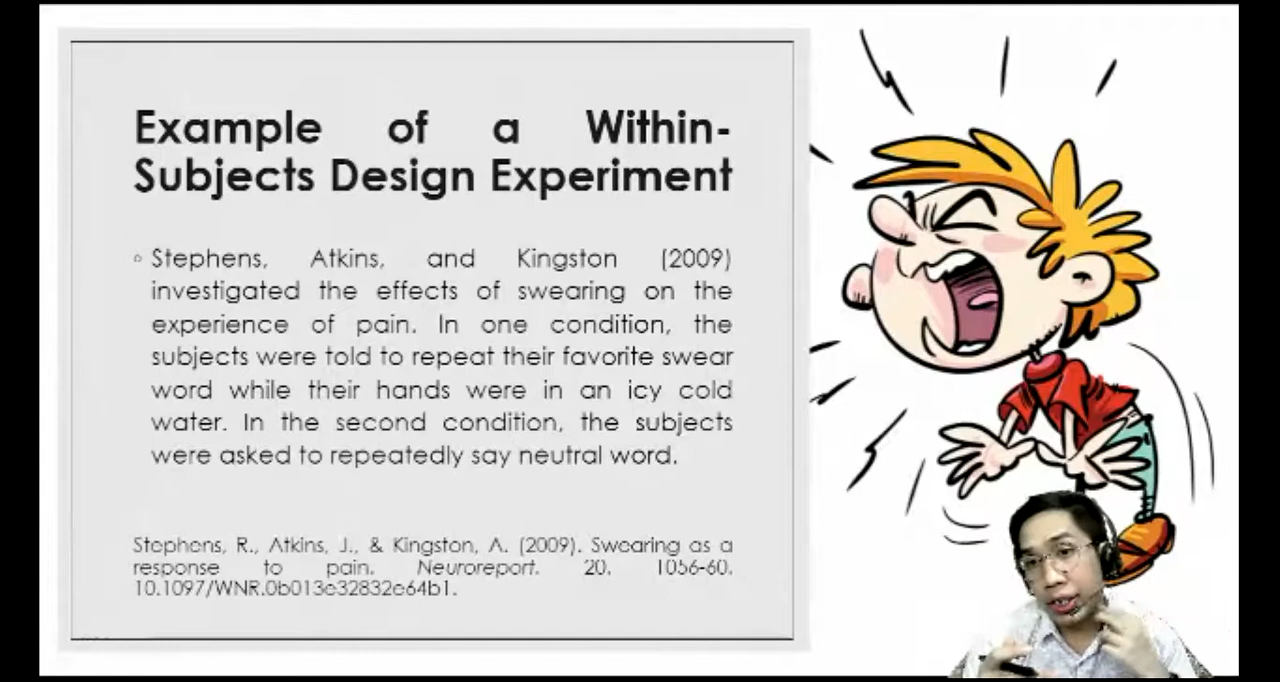 Example of a Within-
Subjects Design Experiment
◦ Stephens, Atkins, and Kingston (2009)
investigated the effects of swearing on the
experience of pain. In one condition, the
subjects were told to repeat their favorite swear
word while their hands were in an icy cold
water. In the second condition, the subjects
were asked to repeatedly say neutral word.
Stephens, R., Atkins, J., & Kingston, A. (2009). Swearing as a
response to pain. Neuroreport. 20. 1056-60.
10.1097/WNR.0b013e32832e64b1.